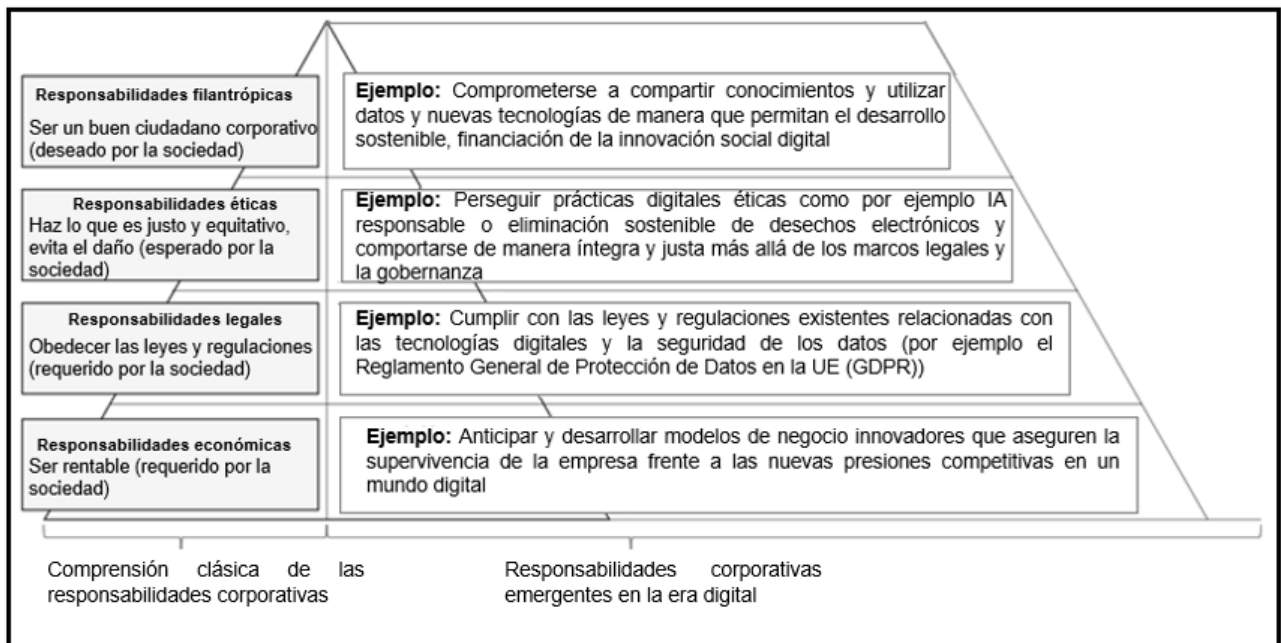 Responsabilidades filantrópicas
Ser un buen ciudadano corporativo
(deseado por la sociedad)
Ejemplo: Comprometerse a compartir conocimientos y utilizar
datos y nuevas tecnologías de manera que permitan el desarrollo
sostenible, financiación de la innovación social digital
Responsabilidades éticas
Haz lo que es justo y equitativo,
evita el daño (esperado por la
sociedad)
Ejemplo: Perseguir prácticas digitales éticas como por ejemplo IA
responsable o eliminación sostenible de desechos electrónicos y
comportarse de manera íntegra y justa más allá de los marcos legales y
la gobernanza
Responsabilidades legales
Obedecer las leyes y regulaciones
(requerido por la sociedad)
Ejemplo: Cumplir con las leyes y regulaciones existentes relacionadas con
las tecnologías digitales y la seguridad de los datos (por ejemplo el
Reglamento General de Protección de Datos en la UE (GDPR))
Responsabilidades económicas
Ser rentable (requerido por la
sociedad)
Ejemplo: Anticipar y desarrollar modelos de negocio innovadores que aseguren la
supervivencia de la empresa frente a las nuevas presiones competitivas en un
mundo digital
Comprensión clásica de las
responsabilidades corporativas
Responsabilidades corporativas
emergentes en la era digital